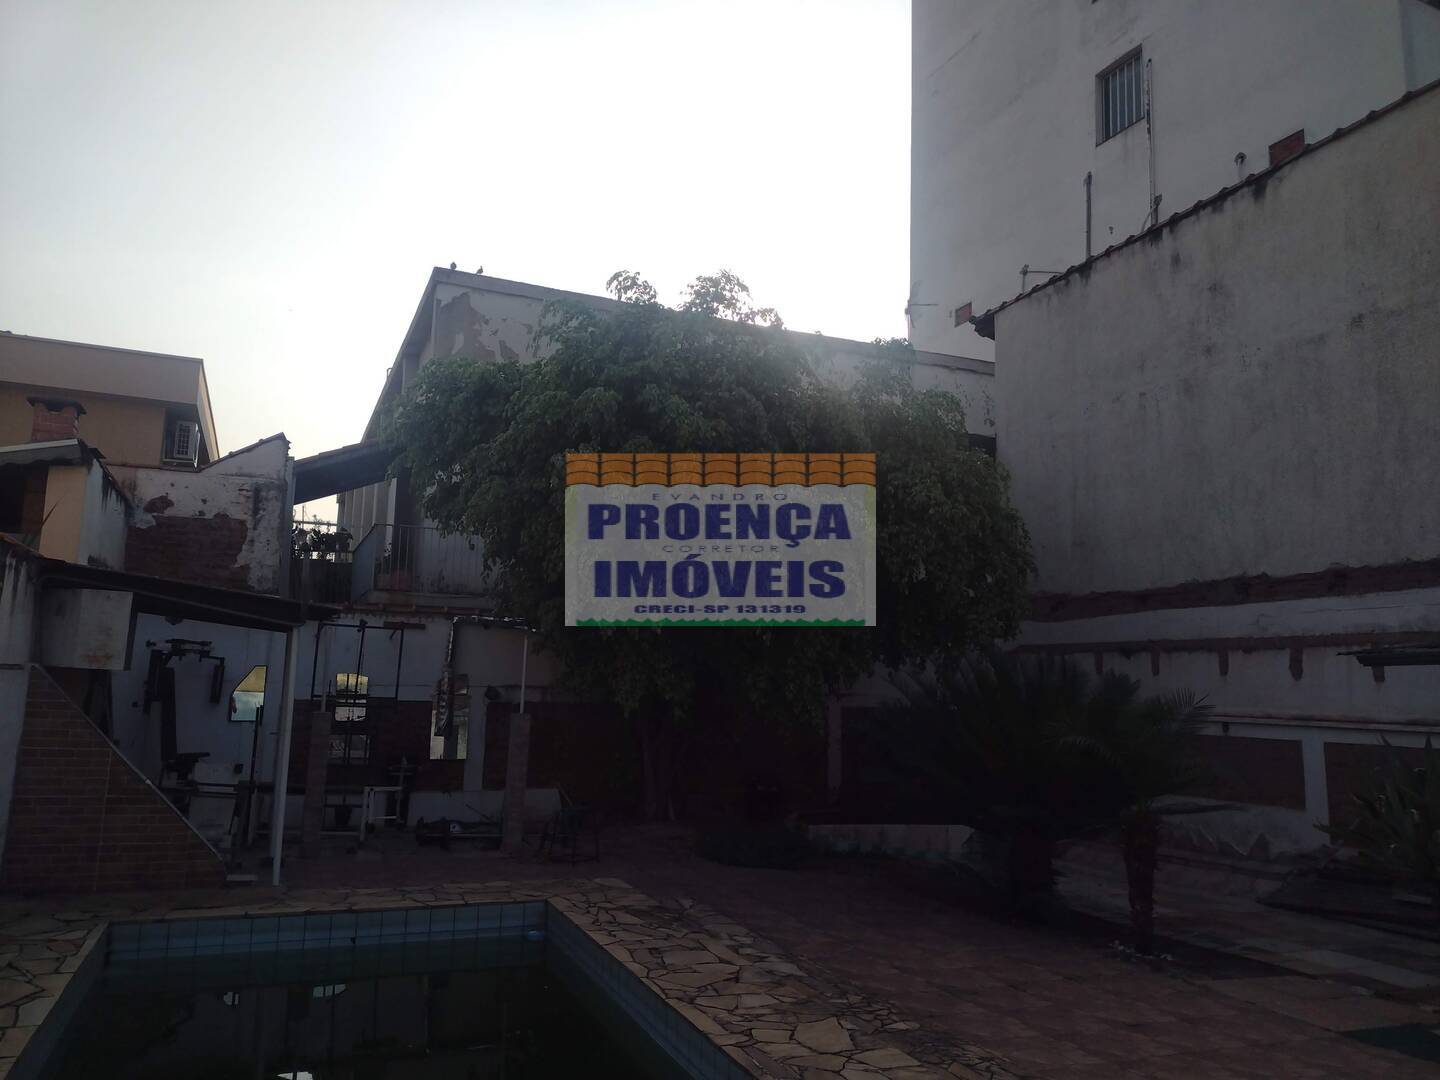 EVANDRO
PROENÇA
CORRETOR
IMÓVEIS
CRECI-SP 131319